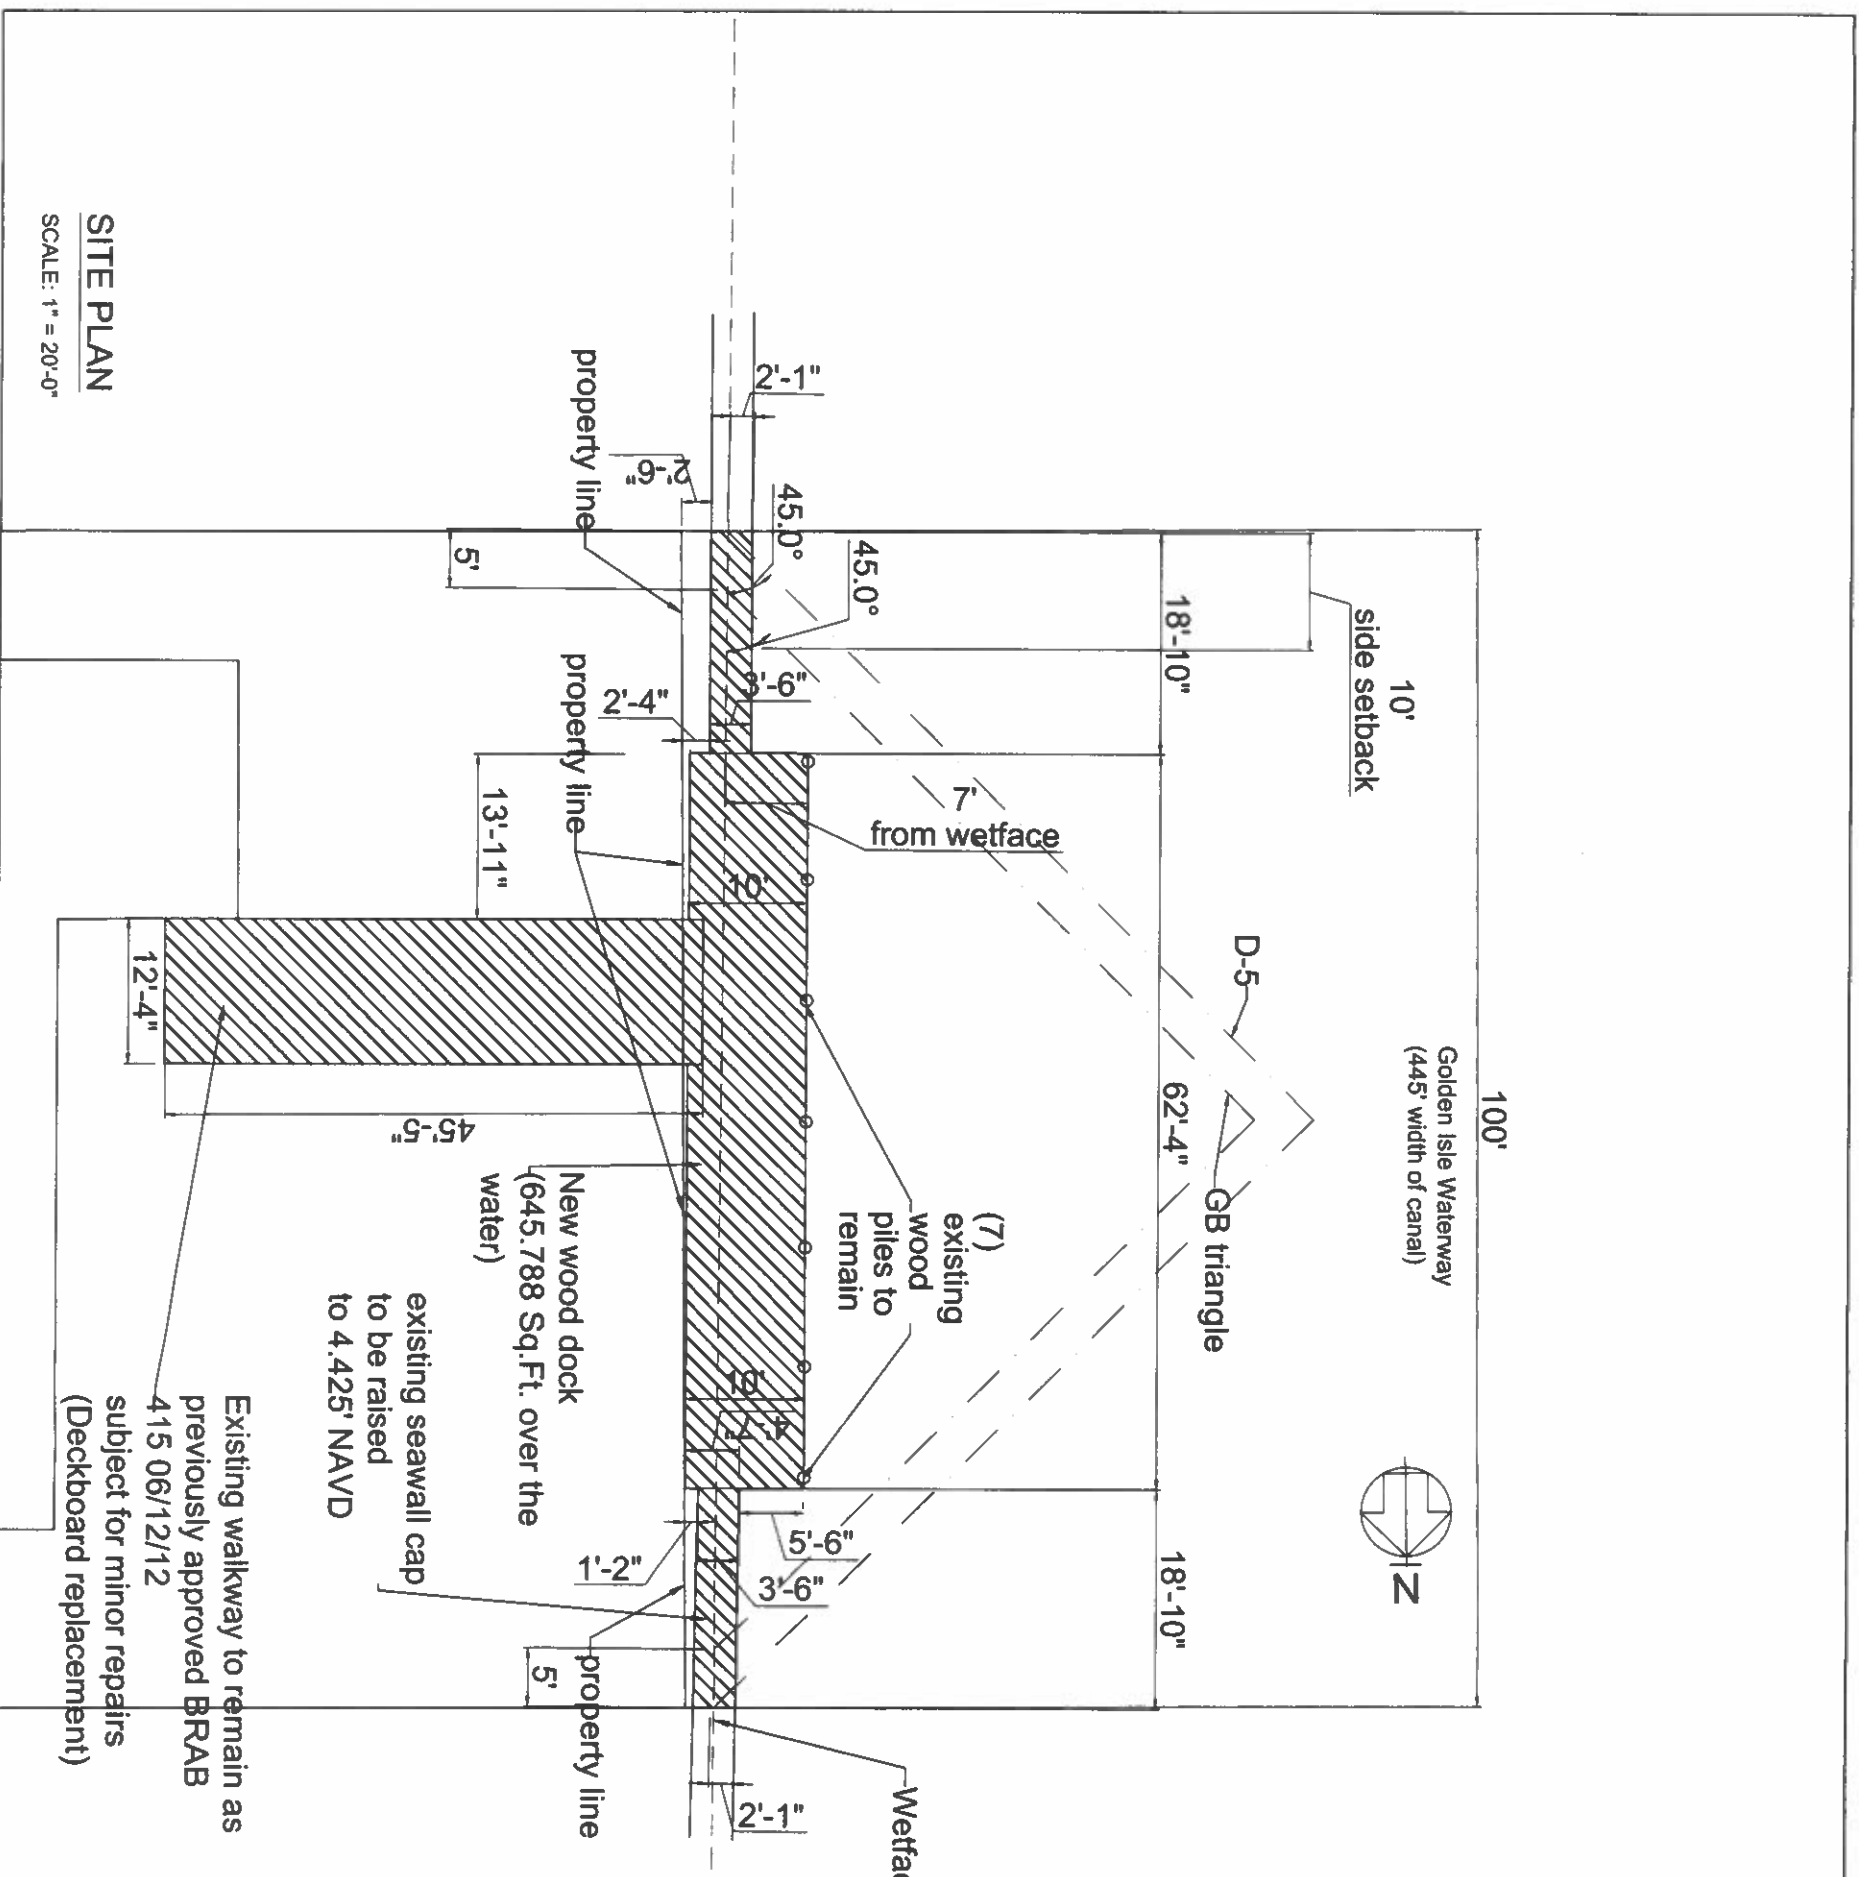 100'
Golden Isle Waterway
(445' width of canal)
10'
side setback
N
D-5
GB triangle
18'-10"
62'-4"
18'-10"
7'
from wetface
(7)
existing
wood
piles to
remain
45.0°
45.0°
2'-1"
3'-6"
2'-4"
2'-6"
10'
10'
4'-7"
5'-6"
3'-6"
1'-2"
2'-1"
5'
5'
property line
property line
property line
13'-11"
12'-4"
45'-5"
New wood dock
(645.788 Sq.Ft. over the
water)
existing seawall cap
to be raised
to 4.425' NAVD
Existing walkway to remain as
previously approved BRAB
415 06/12/12
subject for minor repairs
(Deckboard replacement)
SITE PLAN
SCALE: 1" = 20'-0"